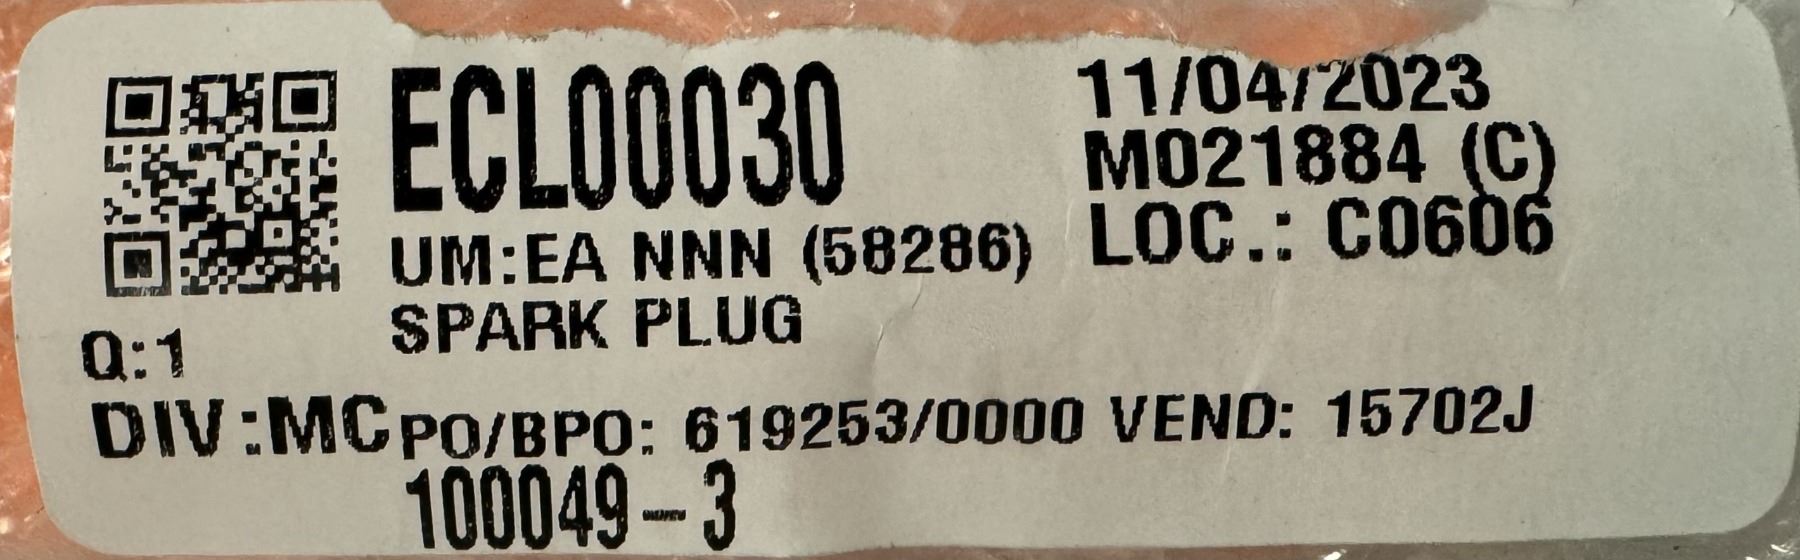 ECL00030
11/04/2023
M021884 (C)
LOC.: C0606
UM:EA NNN (58286)
SPARK PLUG
Q:1
DIV:MC PO/BPO: 619253/0000 VEND: 15702J
100049-3